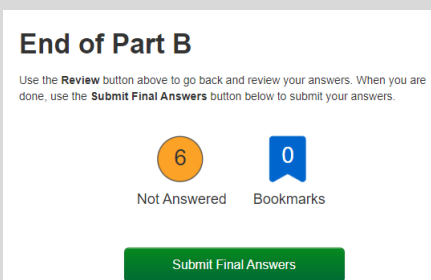 End of Part B
Use the Review button above to go back and review your answers. When you are
done, use the Submit Final Answers button below to submit your answers.
6
0
Not Answered
Bookmarks
Submit Final Answers